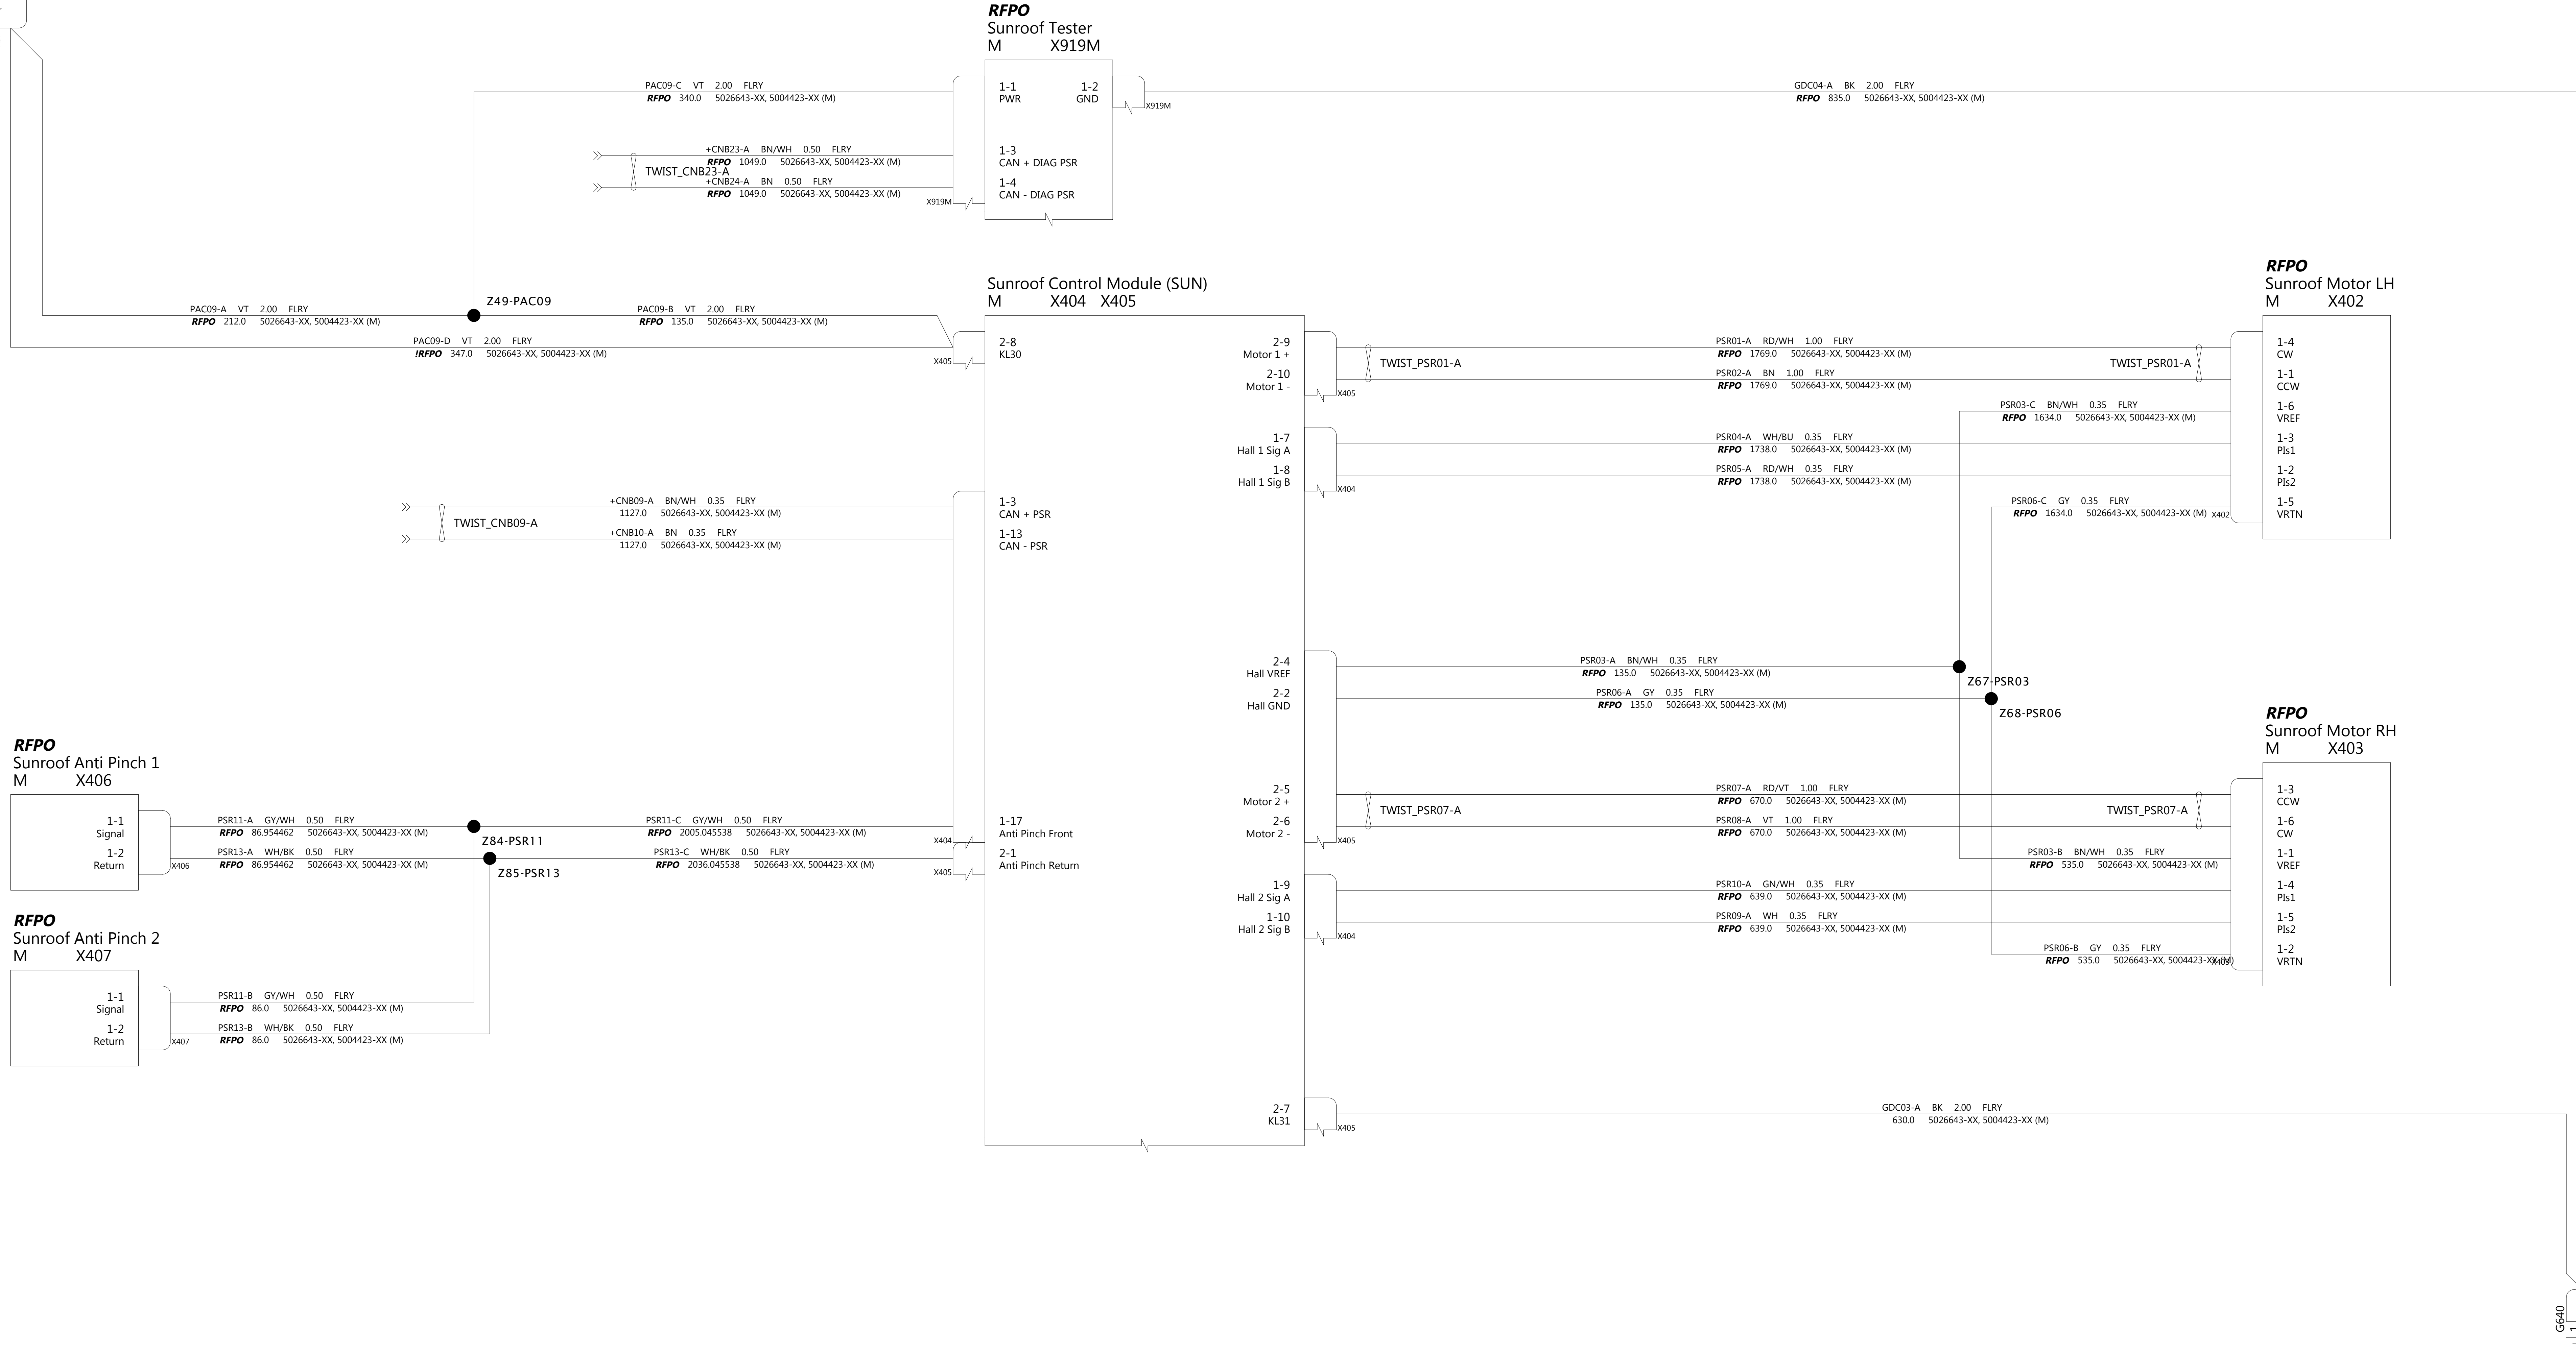 RFPO
Sunroof Tester
M X919M
PAC09-C VT 2.00 FLRY
RFPO 340.0 5026643-XX, 5004423-XX (M)
1-1
PWR
1-2
GND
X919M
GDC04-A BK 2.00 FLRY
RFPO 835.0 5026643-XX, 5004423-XX (M)
+CNB23-A BN/WH 0.50 FLRY
RFPO 1049.0 5026643-XX, 5004423-XX (M)
TWIST_CNB23-A
+CNB24-A BN 0.50 FLRY
RFPO 1049.0 5026643-XX, 5004423-XX (M)
1-3
CAN + DIAG PSR
1-4
CAN - DIAG PSR
X919M
Z49-PAC09
PAC09-A VT 2.00 FLRY
RFPO 212.0 5026643-XX, 5004423-XX (M)
PAC09-B VT 2.00 FLRY
RFPO 135.0 5026643-XX, 5004423-XX (M)
PAC09-D VT 2.00 FLRY
!RFPO 347.0 5026643-XX, 5004423-XX (M)
X405
Sunroof Control Module (SUN)
M X404 X405
2-8
KL30
2-9
Motor 1 +
2-10
Motor 1 -
X405
1-7
Hall 1 Sig A
1-8
Hall 1 Sig B
X404
TWIST_PSR01-A
PSR01-A RD/WH 1.00 FLRY
RFPO 1769.0 5026643-XX, 5004423-XX (M)
PSR02-A BN 1.00 FLRY
RFPO 1769.0 5026643-XX, 5004423-XX (M)
TWIST_PSR01-A
PSR03-C BN/WH 0.35 FLRY
RFPO 1634.0 5026643-XX, 5004423-XX (M)
PSR04-A WH/BU 0.35 FLRY
RFPO 1738.0 5026643-XX, 5004423-XX (M)
PSR05-A RD/WH 0.35 FLRY
RFPO 1738.0 5026643-XX, 5004423-XX (M)
PSR06-C GY 0.35 FLRY
RFPO 1634.0 5026643-XX, 5004423-XX (M)
X402
RFPO
Sunroof Motor LH
M X402
1-4
CW
1-1
CCW
1-6
VREF
1-3
PIs1
1-2
PIs2
1-5
VRTN
+CNB09-A BN/WH 0.35 FLRY
1127.0 5026643-XX, 5004423-XX (M)
TWIST_CNB09-A
+CNB10-A BN 0.35 FLRY
1127.0 5026643-XX, 5004423-XX (M)
1-3
CAN + PSR
1-13
CAN - PSR
2-4
Hall VREF
2-2
Hall GND
PSR03-A BN/WH 0.35 FLRY
RFPO 135.0 5026643-XX, 5004423-XX (M)
Z67-PSR03
PSR06-A GY 0.35 FLRY
RFPO 135.0 5026643-XX, 5004423-XX (M)
Z68-PSR06
2-5
Motor 2 +
2-6
Motor 2 -
X405
TWIST_PSR07-A
PSR07-A RD/VT 1.00 FLRY
RFPO 670.0 5026643-XX, 5004423-XX (M)
PSR08-A VT 1.00 FLRY
RFPO 670.0 5026643-XX, 5004423-XX (M)
TWIST_PSR07-A
PSR03-B BN/WH 0.35 FLRY
RFPO 535.0 5026643-XX, 5004423-XX (M)
1-9
Hall 2 Sig A
1-10
Hall 2 Sig B
X404
PSR10-A GN/WH 0.35 FLRY
RFPO 639.0 5026643-XX, 5004423-XX (M)
PSR09-A WH 0.35 FLRY
RFPO 639.0 5026643-XX, 5004423-XX (M)
PSR06-B GY 0.35 FLRY
RFPO 535.0 5026643-XX, 5004423-XX (M)
RFPO
Sunroof Motor RH
M X403
1-3
CCW
1-6
CW
1-1
VREF
1-4
PIs1
1-5
PIs2
1-2
VRTN
RFPO
Sunroof Anti Pinch 1
M X406
1-1
Signal
1-2
Return
X406
PSR11-A GY/WH 0.50 FLRY
RFPO 86.954462 5026643-XX, 5004423-XX (M)
PSR13-A WH/BK 0.50 FLRY
RFPO 86.954462 5026643-XX, 5004423-XX (M)
Z84-PSR11
Z85-PSR13
PSR11-C GY/WH 0.50 FLRY
RFPO 2005.045538 5026643-XX, 5004423-XX (M)
PSR13-C WH/BK 0.50 FLRY
RFPO 2036.045538 5026643-XX, 5004423-XX (M)
X404
X405
1-17
Anti Pinch Front
2-1
Anti Pinch Return
RFPO
Sunroof Anti Pinch 2
M X407
1-1
Signal
1-2
Return
X407
PSR11-B GY/WH 0.50 FLRY
RFPO 86.0 5026643-XX, 5004423-XX (M)
PSR13-B WH/BK 0.50 FLRY
RFPO 86.0 5026643-XX, 5004423-XX (M)
2-7
KL31
X405
GDC03-A BK 2.00 FLRY
630.0 5026643-XX, 5004423-XX (M)
G640